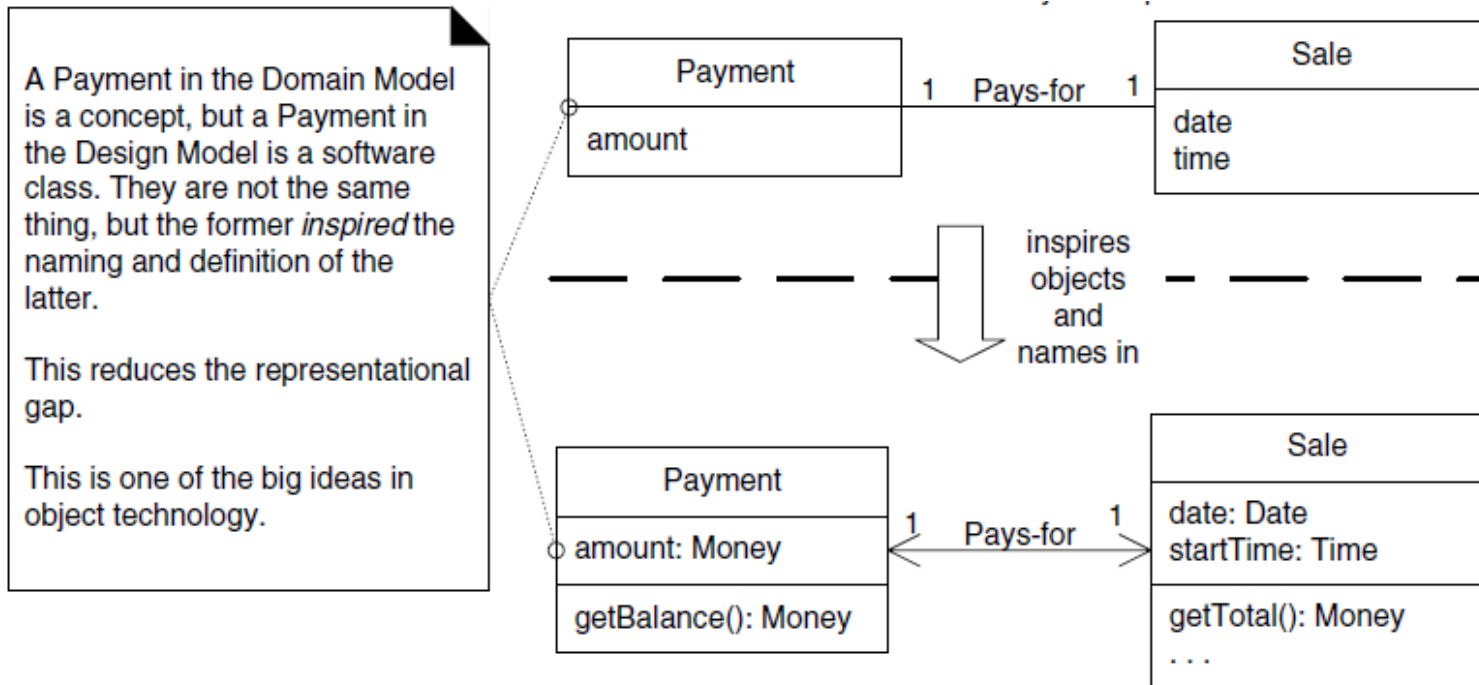 A Payment in the Domain Model
is a concept, but a Payment in
the Design Model is a software
class. They are not the same
thing, but the former inspired the
naming and definition of the
latter.
This reduces the representational
gap.
This is one of the big ideas in
object technology.
Payment
amount
1 Pays-for 1
Sale
date
time
inspires
objects
and
names in
Payment
amount: Money
getBalance(): Money
1 Pays-for 1
Sale
date: Date
startTime: Time
getTotal(): Money
. . .